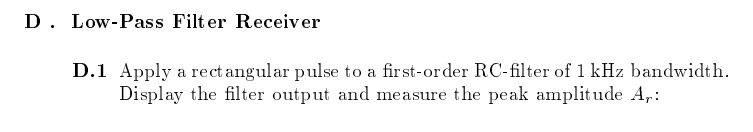 D . Low-Pass Filter Receiver
D.1 Apply a rectangular pulse to a first-order RC-filter of 1 kHz bandwidth.
Display the filter output and measure the peak amplitude Aᵣ: